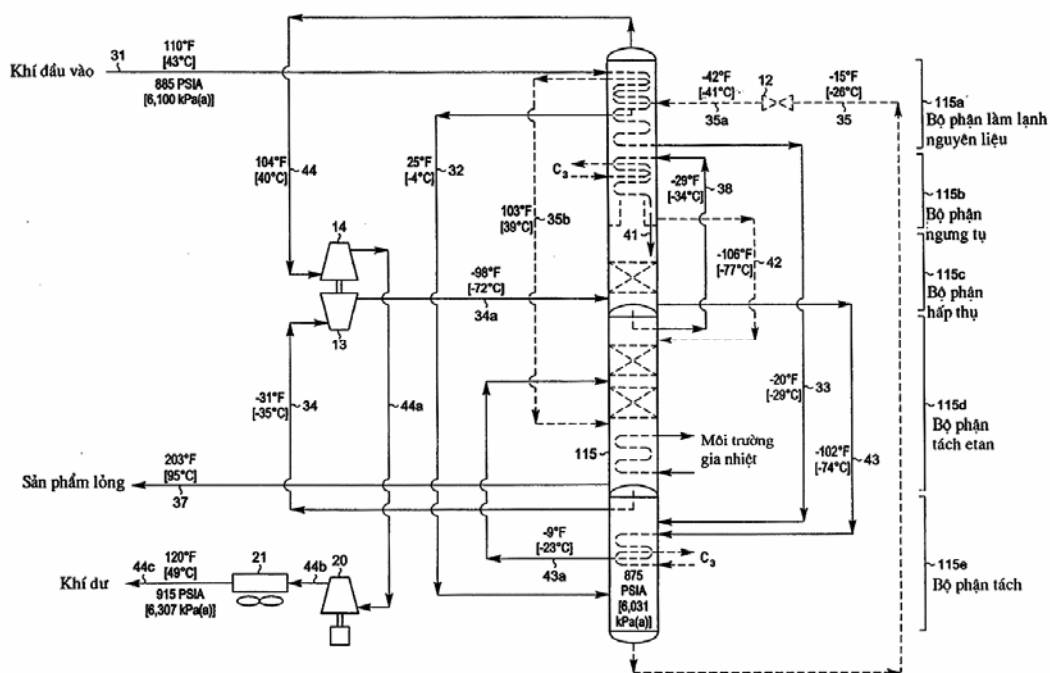 110°F
[43°C]
31
Khí đầu vào
885 PSIA
[6,100 kPa(a)]
-42°F
[-41°C]
12
-15°F
[-26°C]
35a
35
115a
Bộ phận làm lạnh
nguyên liệu
104°F
[40°C]
44
25°F
[-4°C]
32
C3
-29°F
[-34°C]
38
115b
Bộ phận
ngưng tụ
103°F
[39°C]
35b
41
-106°F
[-77°C]
42
14
-98°F
[-72°C]
34a
115c
Bộ phận
hấp thụ
13
-31°F
[-35°C]
34
44a
-20°F
[-29°C]
33
115d
Bộ phận
tách etan
115
Môi trường
gia nhiệt
-102°F
[-74°C]
43
203°F
[95°C]
Sản phẩm lỏng
37
-9°F
[-23°C]
43a
C3
115e
Bộ phận tách
120°F
[49°C]
44c
21
44b
20
Khí dư
915 PSIA
[6,307 kPa(a)]
875
PSIA
[6,031
kPa(a)]